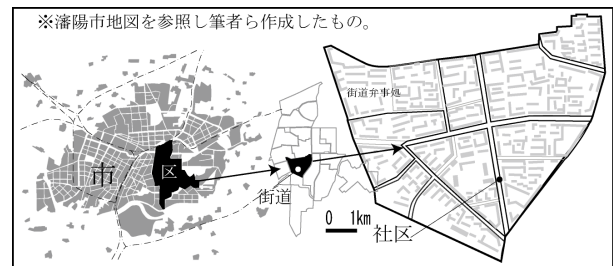 ※瀋陽市地図を参照し筆者ら作成したもの。
街道弁事処
市
区
街道
0 1km
社区